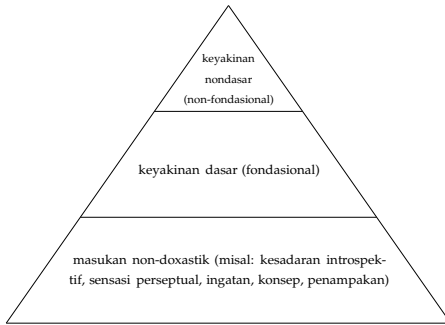 keyakinan
nondasar
(non-fondasional)
keyakinan dasar (fondasional)
masukan non-doxastik (misal: kesadaran introspek-
tif, sensasi perseptual, ingatan, konsep, penampakan)